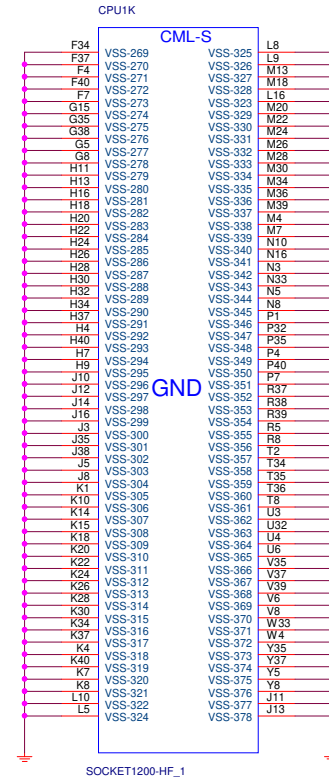 CPU1K
CML-S
F34 VSS-269 VSS-325 L8
F37 VSS-270 VSS-326 L9
F4 VSS-271 VSS-327 M13
F40 VSS-272 VSS-328 M18
F7 VSS-273 VSS-323 L16
G15 VSS-274 VSS-329 M20
G35 VSS-275 VSS-330 M22
G38 VSS-276 VSS-331 M24
G5 VSS-277 VSS-332 M26
G8 VSS-278 VSS-333 M28
H11 VSS-279 VSS-334 M30
H13 VSS-280 VSS-335 M34
H16 VSS-281 VSS-336 M36
H18 VSS-282 VSS-337 M39
H20 VSS-283 VSS-338 M4
H22 VSS-284 VSS-339 M7
H24 VSS-285 VSS-340 N10
H26 VSS-286 VSS-341 N16
H28 VSS-287 VSS-342 N3
H30 VSS-288 VSS-343 N33
H32 VSS-289 VSS-344 N5
H34 VSS-290 VSS-345 N8
H37 VSS-291 VSS-346 P1
H4 VSS-292 VSS-347 P32
H40 VSS-293 VSS-348 P35
H7 VSS-294 VSS-349 P4
H9 VSS-295 VSS-350 P40
J10 VSS-296 VSS-351 P7
GND
J12 VSS-297 VSS-352 R37
J14 VSS-298 VSS-353 R38
J16 VSS-299 VSS-354 R39
J3 VSS-300 VSS-355 R5
J35 VSS-301 VSS-356 R8
J38 VSS-302 VSS-357 T2
J5 VSS-303 VSS-358 T34
J8 VSS-304 VSS-359 T35
K1 VSS-305 VSS-360 T36
K10 VSS-306 VSS-361 T8
K14 VSS-307 VSS-362 U3
K15 VSS-308 VSS-363 U32
K18 VSS-309 VSS-364 U4
K20 VSS-310 VSS-365 U6
K22 VSS-311 VSS-366 V35
K24 VSS-312 VSS-367 V37
K26 VSS-313 VSS-368 V39
K28 VSS-314 VSS-369 V6
K30 VSS-315 VSS-370 V8
K34 VSS-316 VSS-371 W33
K37 VSS-317 VSS-372 W4
K4 VSS-318 VSS-373 Y35
K40 VSS-319 VSS-374 Y37
K7 VSS-320 VSS-375 Y5
K8 VSS-321 VSS-376 Y8
L10 VSS-322 VSS-377 J11
L5 VSS-324 VSS-378 J13
SOCKET1200-HF_1